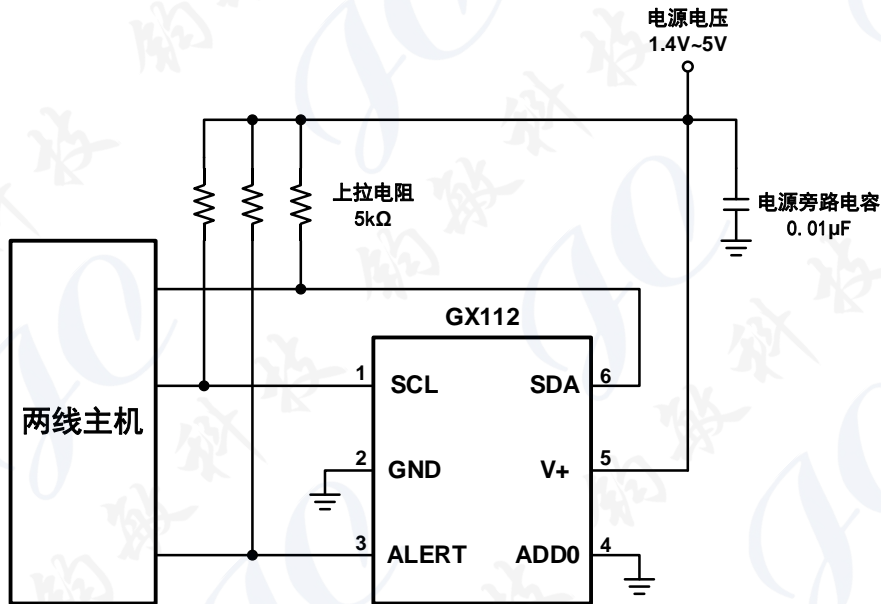 电源电压
1.4V~5V
上拉电阻
5kΩ
电源旁路电容
0.01μF
GX112
两线主机
1
SCL
SDA
6
2
GND
V+
5
3
ALERT
ADD0
4